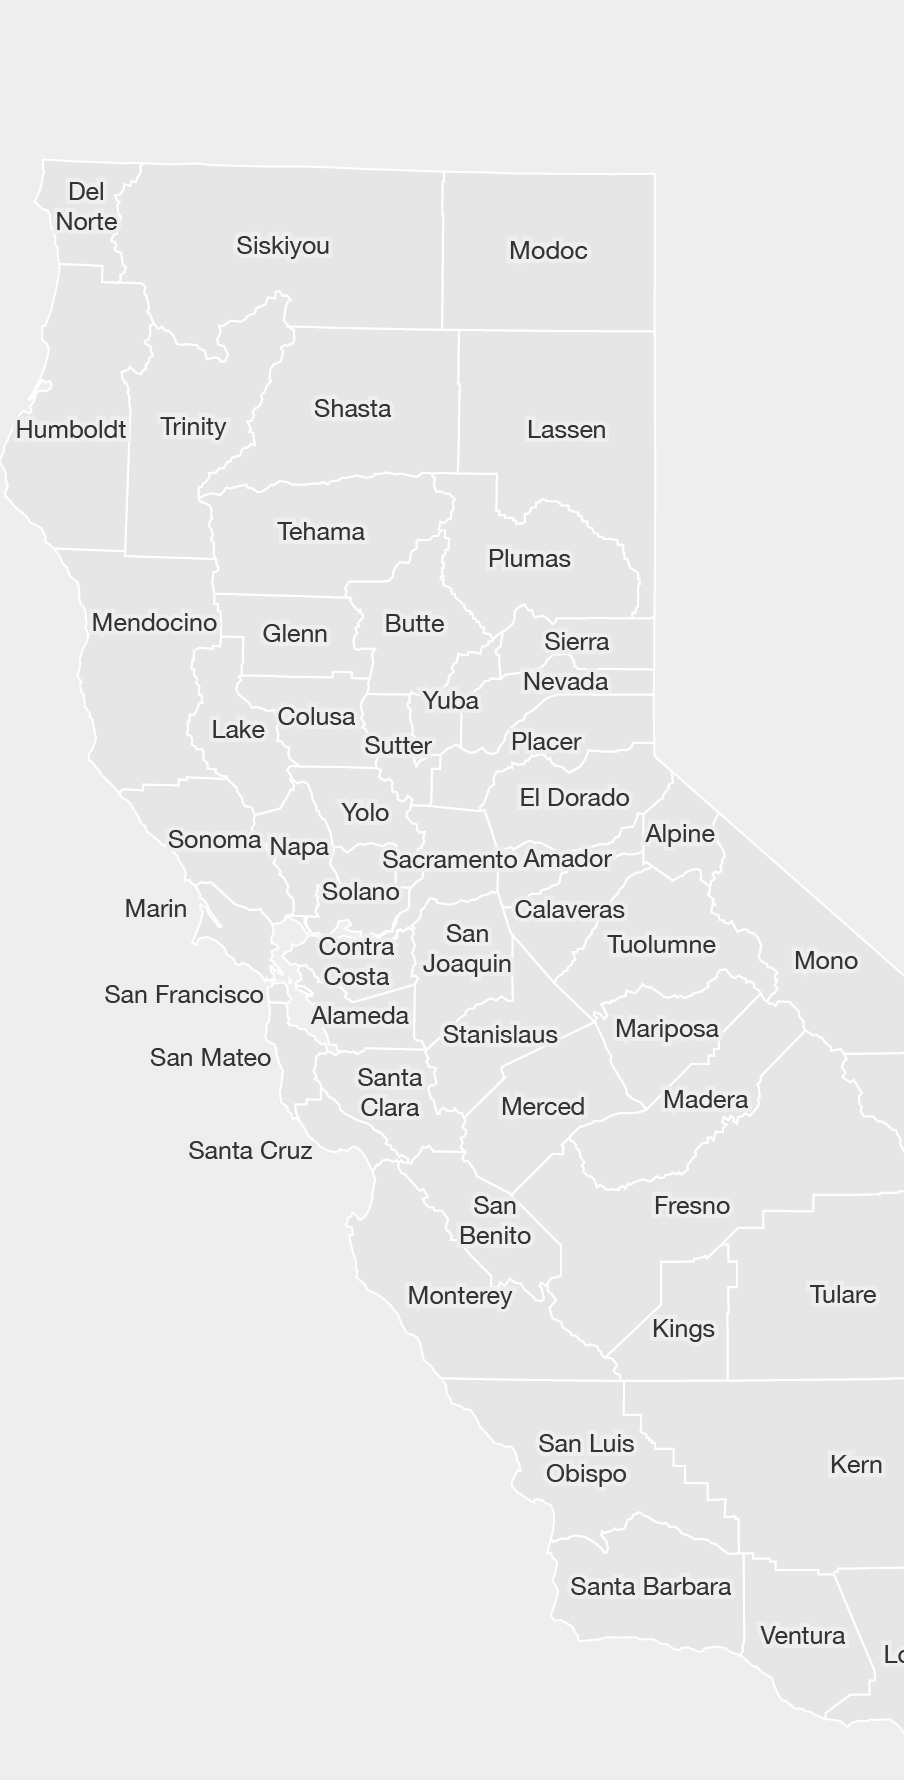 Del
Norte
Siskiyou
Modoc
Shasta
Humboldt
Trinity
Lassen
Tehama
Plumas
Mendocino
Glenn
Butte
Sierra
Nevada
Yuba
Colusa
Lake
Sutter
Placer
El Dorado
Yolo
Alpine
Sonoma
Napa
Sacramento
Amador
Solano
Marin
Calaveras
San
Joaquin
Tuolumne
Contra
Costa
Mono
San Francisco
Alameda
Stanislaus
Mariposa
San Mateo
Santa
Clara
Merced
Madera
Santa Cruz
San
Benito
Fresno
Monterey
Tulare
Kings
San Luis
Obispo
Kern
Santa Barbara
Ventura
Lo